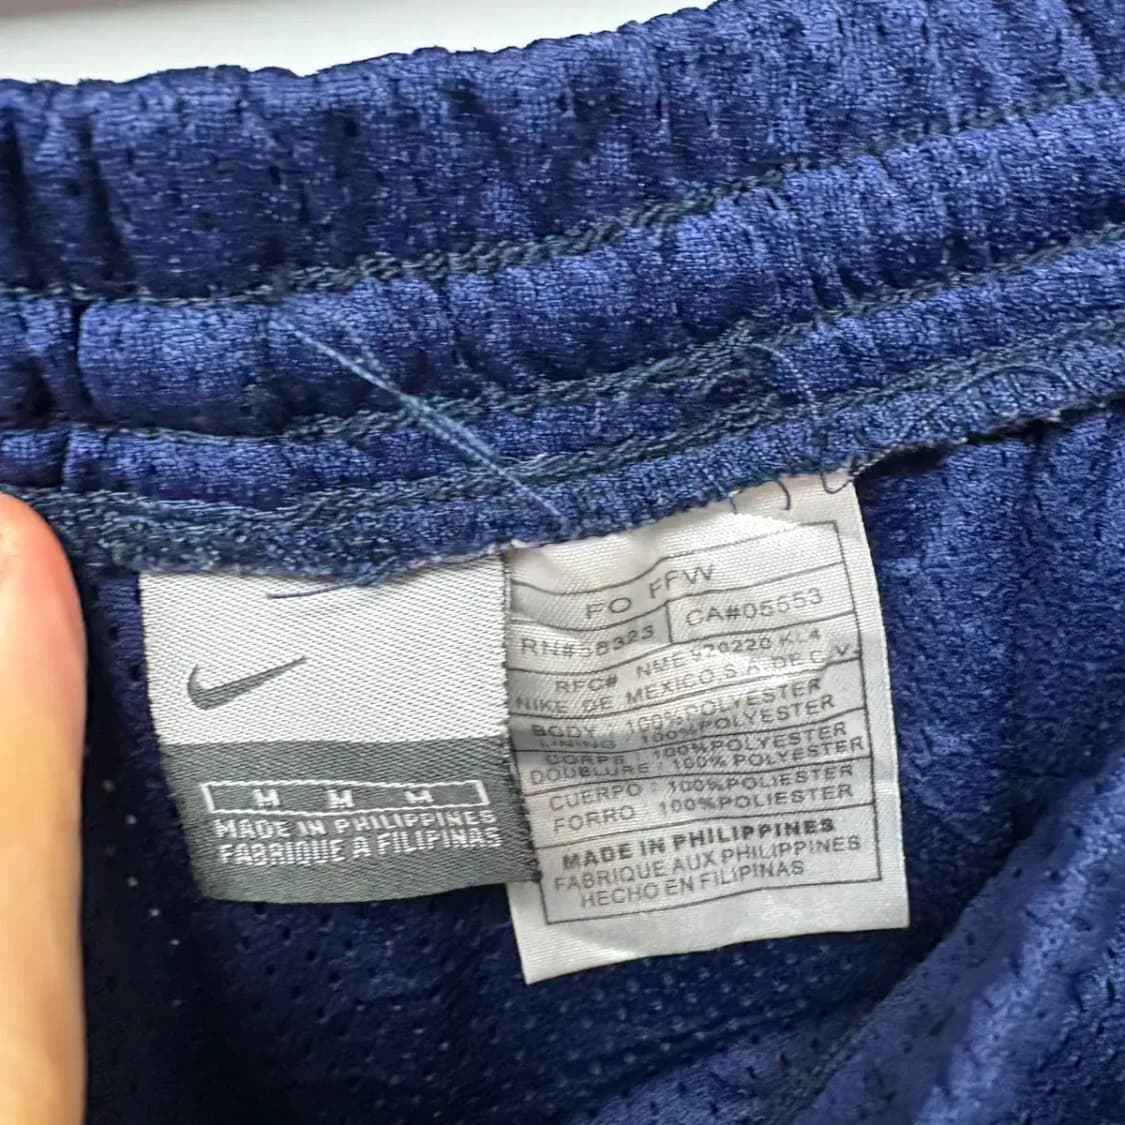 M M M
MADE IN PHILIPPINES
FABRIQUE A FILIPINAS
FO FFW
RN#56323 CA#05553
RFC# NME 970220 KL4
NIKE DE MEXICO,S.A.DE C.V.
BODY : 100%POLYESTER
LINING : 100%POLYESTER
CORPS : 100%POLYESTER
DOUBLURE : 100% POLYESTER
CUERPO : 100%POLIESTER
FORRO : 100%POLIESTER
MADE IN PHILIPPINES
FABRIQUE AUX PHILIPPINES
HECHO EN FILIPINAS